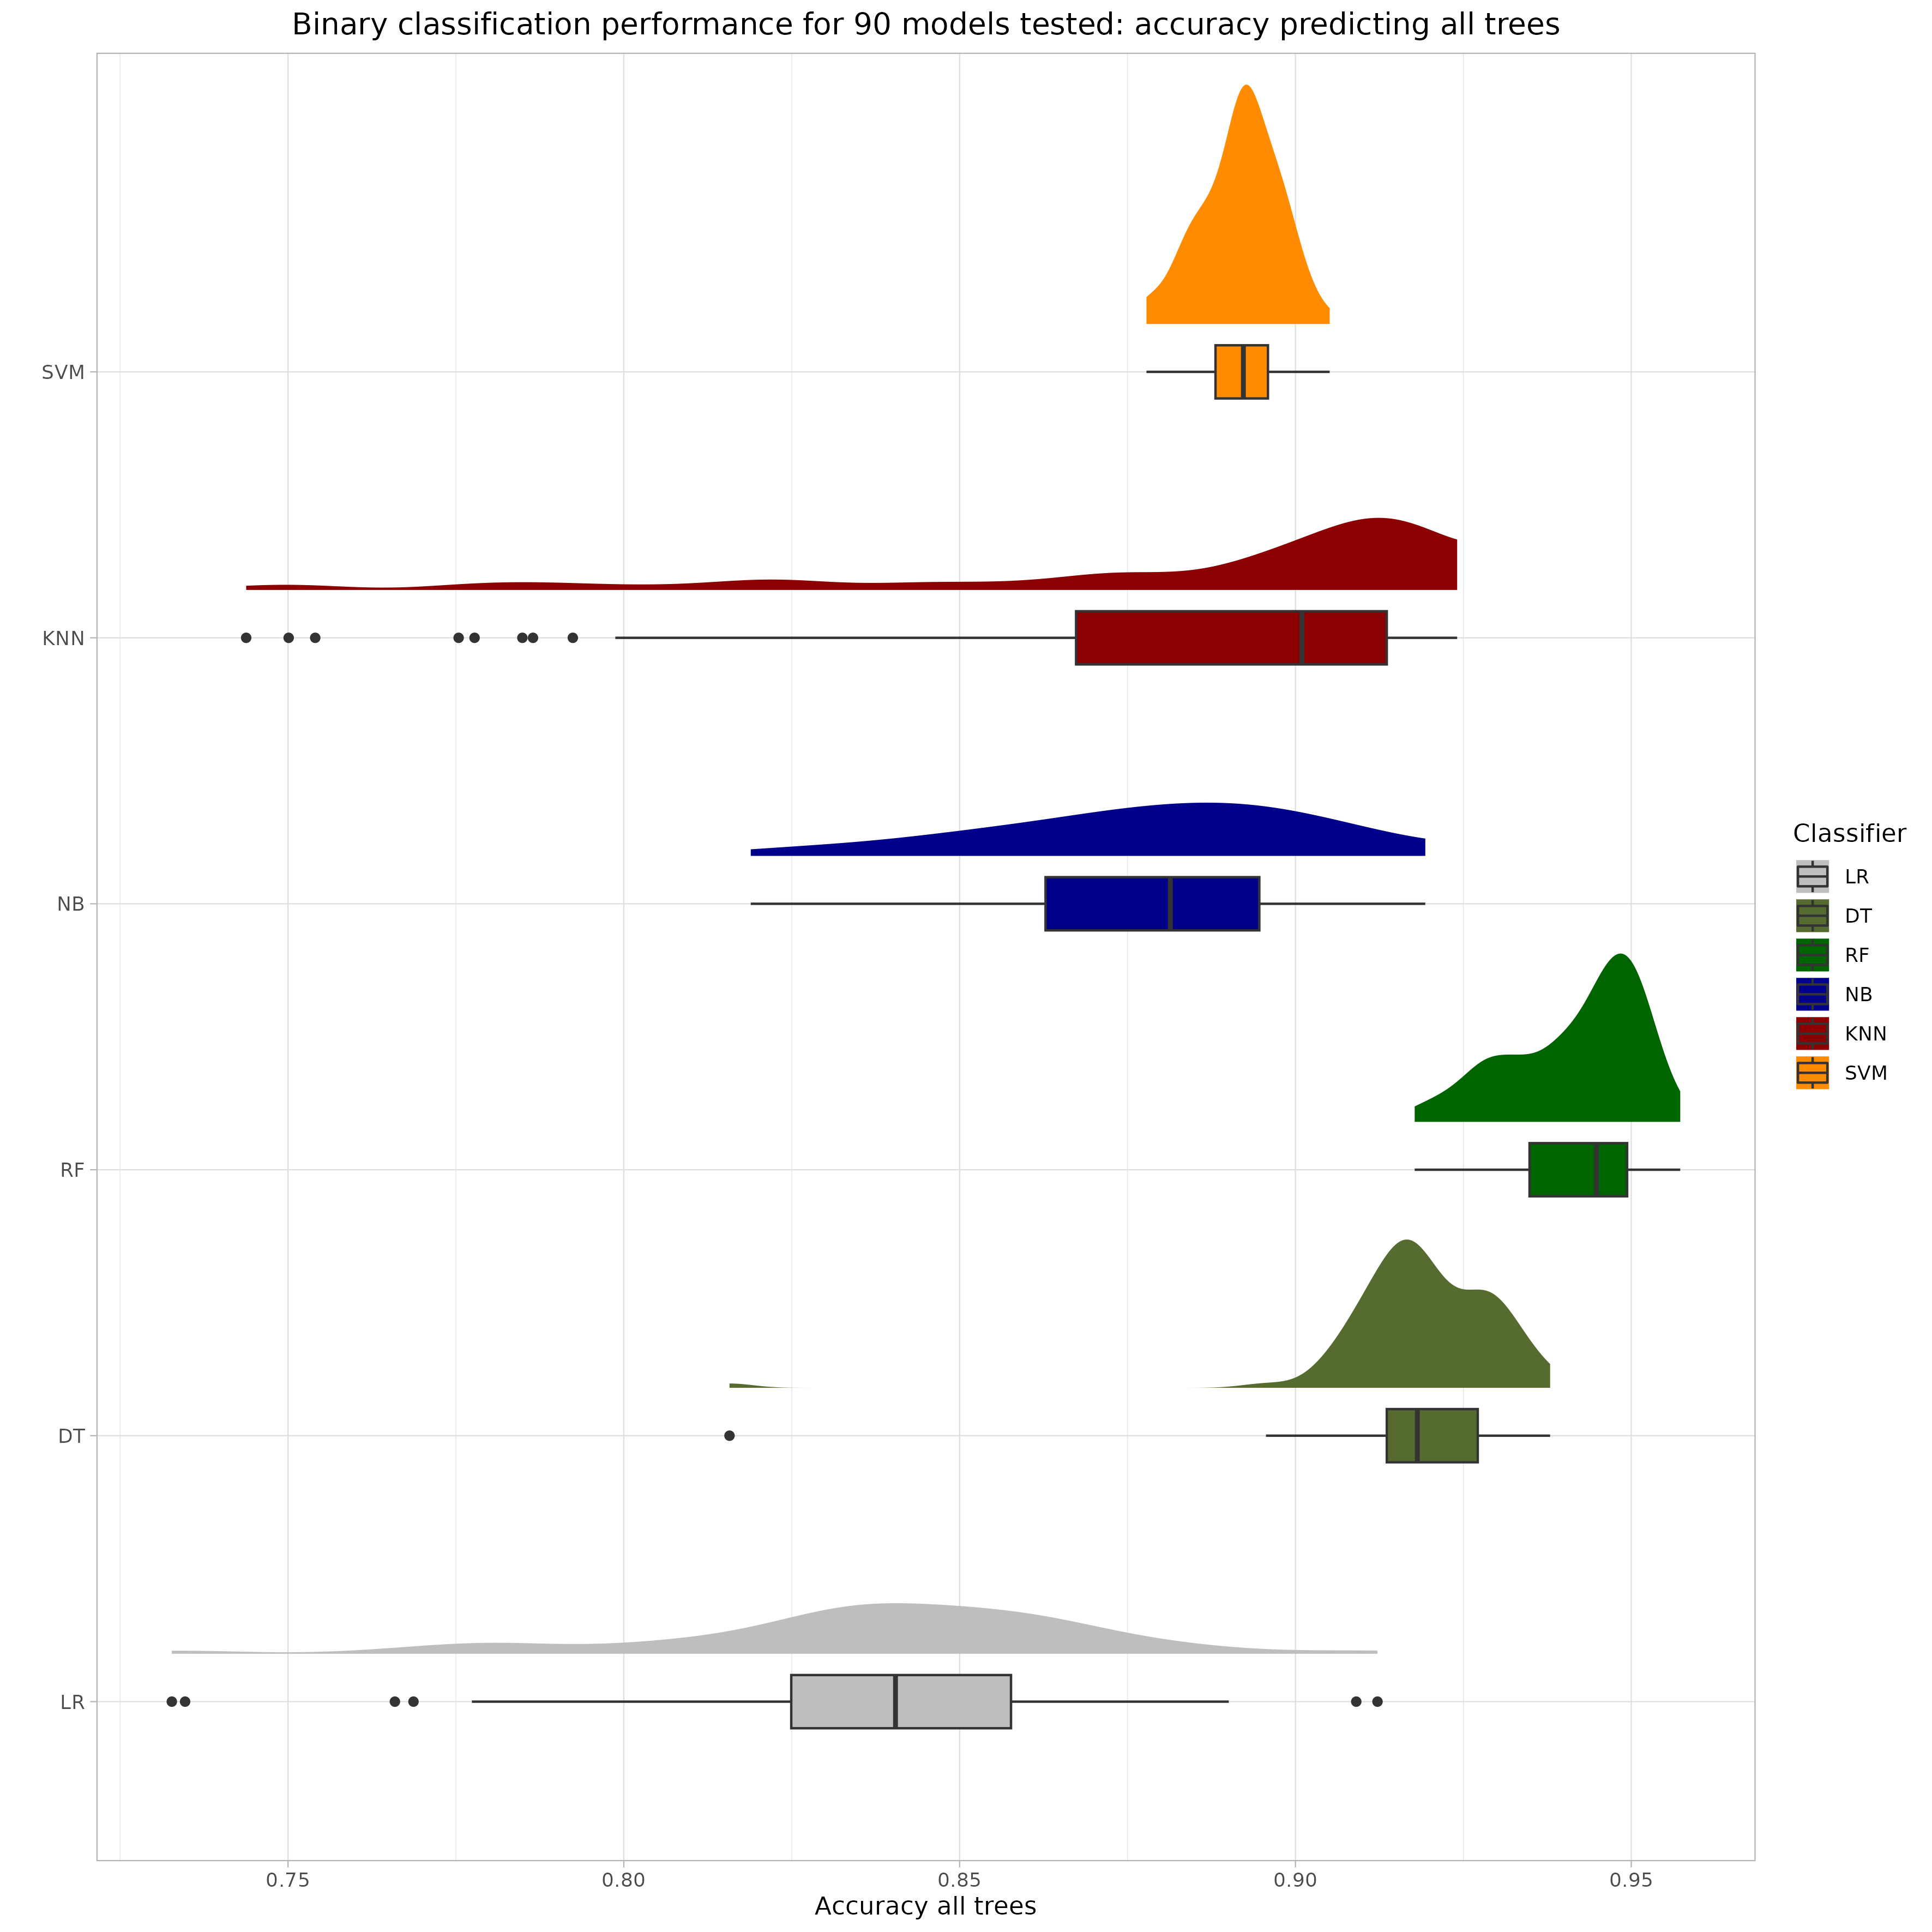 Binary classification performance for 90 models tested: accuracy predicting all trees
SVM
KNN
NB
RF
DT
LR
0.75 0.80 0.85 0.90 0.95
Accuracy all trees
Classifier
LR
DT
RF
NB
KNN
SVM